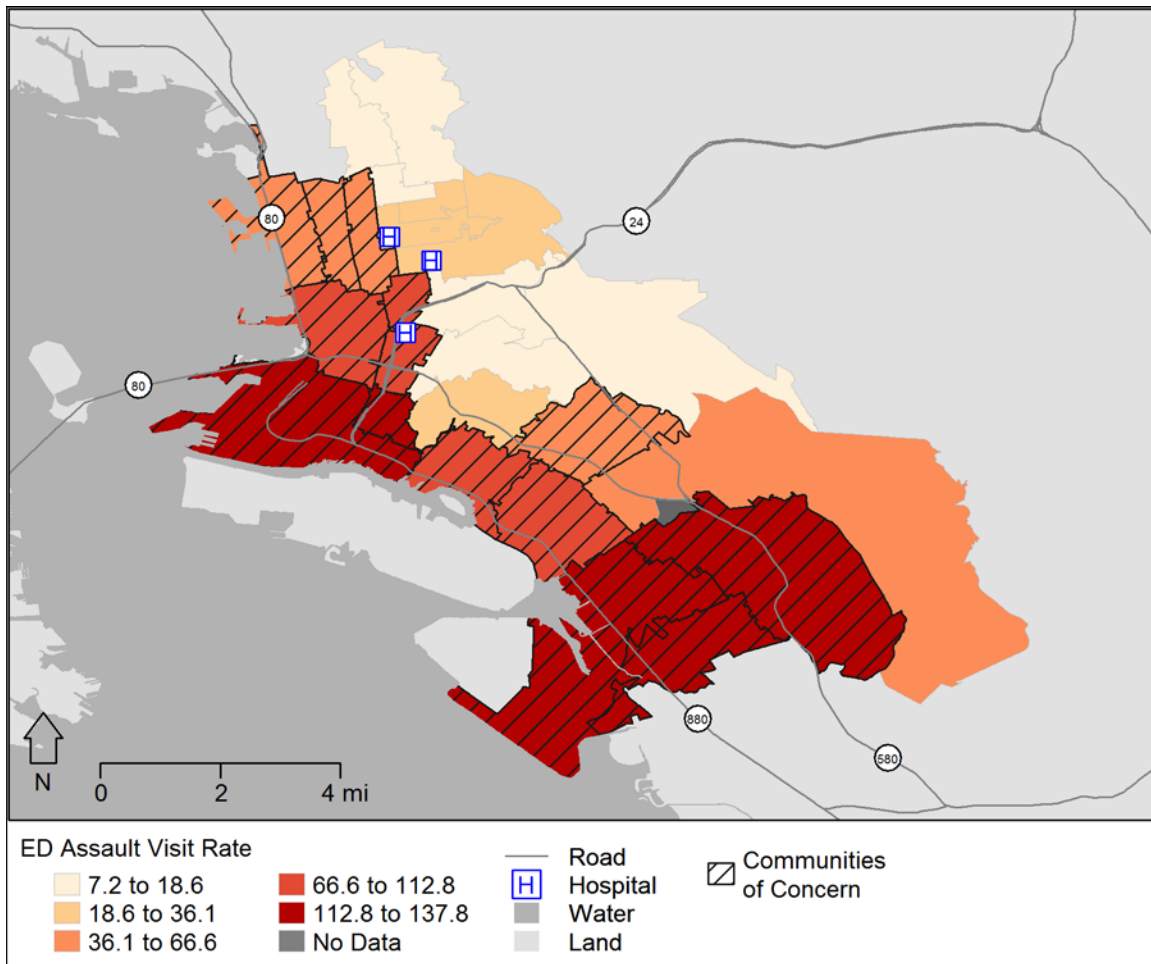 80
24
80
N
0 2 4 mi
880
580
ED Assault Visit Rate
7.2 to 18.6
18.6 to 36.1
36.1 to 66.6
66.6 to 112.8
112.8 to 137.8
No Data
Road
H Hospital
Water
Land
Communities
of Concern
H
H
H